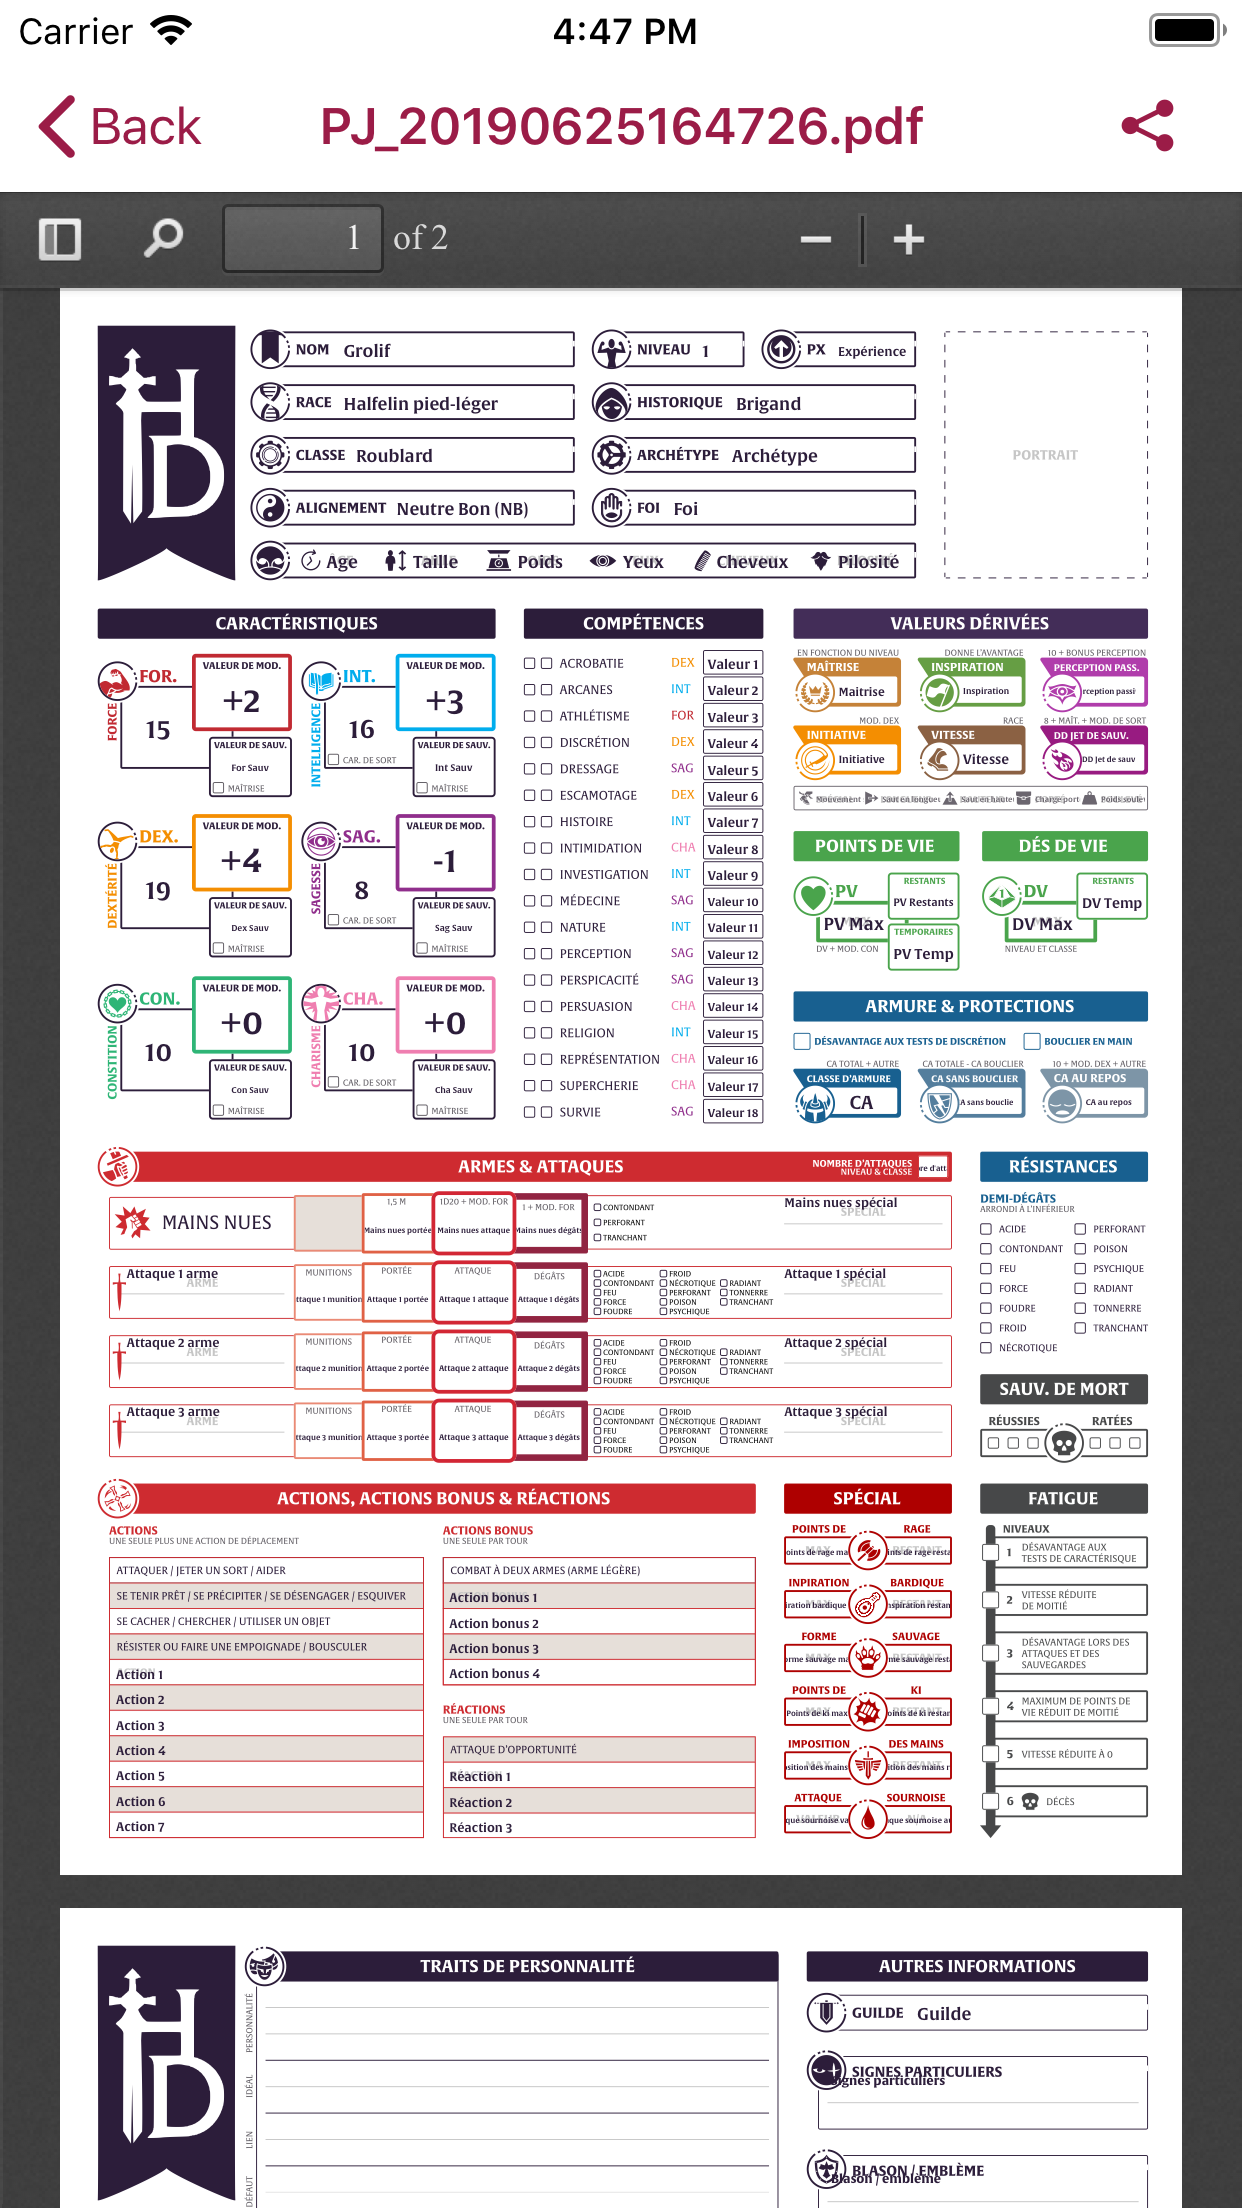 Carrier 4:47 PM
Back PJ_20190625164726.pdf
1 of 2
NOM Grolif NIVEAU 1 PX Expérience
RACE Halfelin pied-léger HISTORIQUE Brigand
CLASSE Roublard ARCHÉTYPE Archétype
PORTRAIT
ALIGNEMENT Neutre Bon (NB) FOI Foi
Age Taille Poids Yeux Cheveux Pilosité
CARACTÉRISTIQUES
FOR. VALEUR DE MOD. +2
FORCE 15
VALEUR DE SAUV. For Sauv
MAÎTRISE
INT. VALEUR DE MOD. +3
INTELLIGENCE 16
CAR. DE SORT
VALEUR DE SAUV. Int Sauv
MAÎTRISE
DEX. VALEUR DE MOD. +4
DEXTÉRITÉ 19
VALEUR DE SAUV. Dex Sauv
MAÎTRISE
SAG. VALEUR DE MOD. -1
SAGESSE 8
CAR. DE SORT
VALEUR DE SAUV. Sag Sauv
MAÎTRISE
CON. VALEUR DE MOD. +0
CONSTITION 10
VALEUR DE SAUV. Con Sauv
MAÎTRISE
CHA. VALEUR DE MOD. +0
CHARISME 10
CAR. DE SORT
VALEUR DE SAUV. Cha Sauv
MAÎTRISE
COMPÉTENCES
ACROBATIE DEX Valeur 1
ARCANES INT Valeur 2
ATHLÉTISME FOR Valeur 3
DISCRÉTION DEX Valeur 4
DRESSAGE SAG Valeur 5
ESCAMOTAGE DEX Valeur 6
HISTOIRE INT Valeur 7
INTIMIDATION CHA Valeur 8
INVESTIGATION INT Valeur 9
MÉDECINE SAG Valeur 10
NATURE INT Valeur 11
PERCEPTION SAG Valeur 12
PERSPICACITÉ SAG Valeur 13
PERSUASION CHA Valeur 14
RELIGION INT Valeur 15
REPRÉSENTATION CHA Valeur 16
SUPERCHERIE CHA Valeur 17
SURVIE SAG Valeur 18
VALEURS DÉRIVÉES
EN FONCTION DU NIVEAU DONNE L'AVANTAGE 10 + BONUS PERCEPTION
MAÎTRISE INSPIRATION PERCEPTION PASS.
Maitrise Inspiration rception passi
MOD. DEX RACE 8 + MAÎT. + MOD. DE SORT
INITIATIVE VITESSE DD JET DE SAUV.
Initiative Vitesse DD Jet de sauv
POINTS DE VIE DÉS DE VIE
PV RESTANTS PV Restants
PV Max
TEMPORAIRES PV Temp
DV + MOD. CON
DV RESTANTS DV Temp
DV Max
NIVEAU ET CLASSE
ARMURE & PROTECTIONS
DÉSAVANTAGE AUX TESTS DE DISCRÉTION BOUCLIER EN MAIN
CA TOTAL + AUTRE CA TOTALE - CA BOUCLIER 10 + MOD. DEX + AUTRE
CLASSE D'ARMURE CA SANS BOUCLIER CA AU REPOS
CA A sans bouclie CA au repos
ARMES & ATTAQUES NOMBRE D'ATTAQUES
NIVEAU & CLASSE re d'att
MAINS NUES 1,5 M 1D20 + MOD. FOR 1 + MOD. FOR
Mains nues portée Mains nues attaque Mains nues dégâts
CONTONDANT
PERFORANT
TRANCHANT
Mains nues spécial
SPÉCIAL
Attaque 1 arme MUNITIONS PORTÉE ATTAQUE DÉGÂTS
ARME ttaque 1 munition Attaque 1 portée Attaque 1 attaque Attaque 1 dégâts
ACIDE FROID
CONTONDANT NÉCROTIQUE RADIANT
FEU PERFORANT TONNERRE
FORCE POISON TRANCHANT
FOUDRE PSYCHIQUE
Attaque 1 spécial
SPÉCIAL
Attaque 2 arme MUNITIONS PORTÉE ATTAQUE DÉGÂTS
ARME ttaque 2 munition Attaque 2 portée Attaque 2 attaque Attaque 2 dégâts
ACIDE FROID
CONTONDANT NÉCROTIQUE RADIANT
FEU PERFORANT TONNERRE
FORCE POISON TRANCHANT
FOUDRE PSYCHIQUE
Attaque 2 spécial
SPÉCIAL
Attaque 3 arme MUNITIONS PORTÉE ATTAQUE DÉGÂTS
ARME ttaque 3 munition Attaque 3 portée Attaque 3 attaque Attaque 3 dégâts
ACIDE FROID
CONTONDANT NÉCROTIQUE RADIANT
FEU PERFORANT TONNERRE
FORCE POISON TRANCHANT
FOUDRE PSYCHIQUE
Attaque 3 spécial
SPÉCIAL
RÉSISTANCES
DEMI-DÉGÂTS
ARRONDI À L'INFÉRIEUR
ACIDE PERFORANT
CONTONDANT POISON
FEU PSYCHIQUE
FORCE RADIANT
FOUDRE TONNERRE
FROID TRANCHANT
NÉCROTIQUE
SAUV. DE MORT
RÉUSSIES RATÉES
ACTIONS, ACTIONS BONUS & RÉACTIONS
ACTIONS
UNE SEULE PLUS UNE ACTION DE DÉPLACEMENT
ATTAQUER / JETER UN SORT / AIDER
SE TENIR PRÊT / SE PRÉCIPITER / SE DÉSENGAGER / ESQUIVER
SE CACHER / CHERCHER / UTILISER UN OBJET
RÉSISTER OU FAIRE UNE EMPOIGNADE / BOUSCULER
Action 1
Action 2
Action 3
Action 4
Action 5
Action 6
Action 7
ACTIONS BONUS
UNE SEULE PAR TOUR
COMBAT À DEUX ARMES (ARME LÉGÈRE)
Action bonus 1
Action bonus 2
Action bonus 3
Action bonus 4
RÉACTIONS
UNE SEULE PAR TOUR
ATTAQUE D'OPPORTUNITÉ
Réaction 1
Réaction 2
Réaction 3
SPÉCIAL
POINTS DE RAGE
oints de rage ma ints de rage resta
INPIRATION BARDIQUE
iration bardique nspiration restan
FORME SAUVAGE
orme sauvage ma me sauvage resta
POINTS DE KI
Points de ki max oints de ki restan
IMPOSITION DES MAINS
sition des mains ition des mains r
ATTAQUE SOURNOISE
que sournoise va que sournoise au
FATIGUE
NIVEAUX
1 DÉSAVANTAGE AUX
TESTS DE CARACTÉRISQUE
2 VITESSE RÉDUITE
DE MOITIÉ
3 DÉSAVANTAGE LORS DES
ATTAQUES ET DES
SAUVEGARDES
4 MAXIMUM DE POINTS DE
VIE RÉDUIT DE MOITIÉ
5 VITESSE RÉDUITE À 0
6 DÉCÈS
TRAITS DE PERSONNALITÉ
PERSONNALITÉ
IDÉAL
LIEN
DÉFAUT
AUTRES INFORMATIONS
GUILDE Guilde
SIGNES PARTICULIERS
Signes particuliers
BLASON / EMBLÈME
Blason / emblème